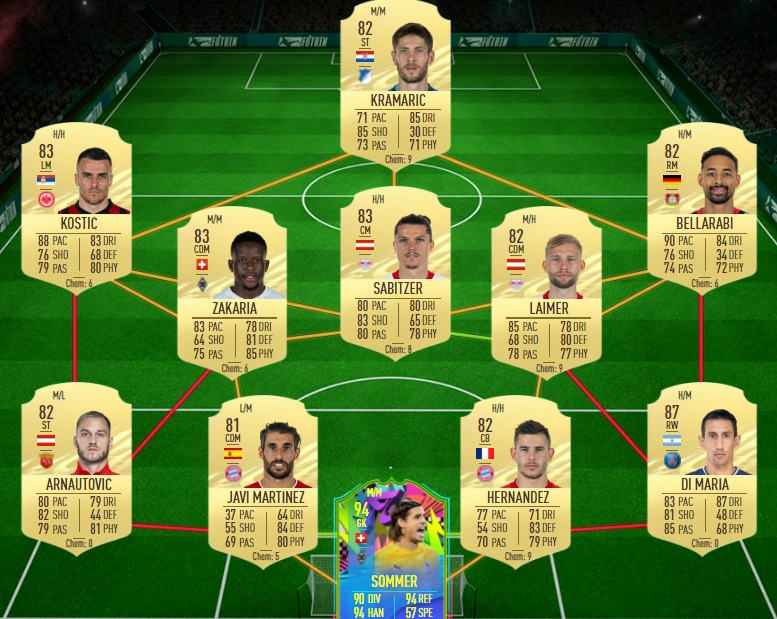 FUTBIN
FUTBIN
FUTBIN
FUTBIN
M/M
82
ST
KRAMARIC
71 PAC 85 DRI
85 SHO 30 DEF
73 PAS 71 PHY
Chem: 9
H/H
83
LM
KOSTIC
88 PAC 83 DRI
76 SHO 68 DEF
79 PAS 80 PHY
Chem: 6
M/M
83
CDM
ZAKARIA
83 PAC 78 DRI
64 SHO 81 DEF
75 PAS 85 PHY
Chem: 6
H/H
83
CM
SABITZER
80 PAC 80 DRI
83 SHO 65 DEF
80 PAS 78 PHY
Chem: 8
M/H
82
CDM
LAIMER
85 PAC 78 DRI
68 SHO 80 DEF
78 PAS 77 PHY
Chem: 9
H/M
82
RM
BELLARABI
90 PAC 84 DRI
76 SHO 34 DEF
74 PAS 72 PHY
Chem: 6
M/L
82
ST
ARNAUTOVIC
80 PAC 79 DRI
82 SHO 44 DEF
79 PAS 81 PHY
Chem: 0
L/M
81
CDM
JAVI MARTINEZ
37 PAC 64 DRI
55 SHO 84 DEF
69 PAS 80 PHY
Chem: 5
M/M
94
GK
SOMMER
90 DIV 94 REF
94 HAN 57 SPE
H/H
82
CB
HERNANDEZ
77 PAC 71 DRI
54 SHO 83 DEF
70 PAS 79 PHY
Chem: 9
H/M
87
RW
DI MARIA
83 PAC 87 DRI
81 SHO 48 DEF
85 PAS 68 PHY
Chem: 0